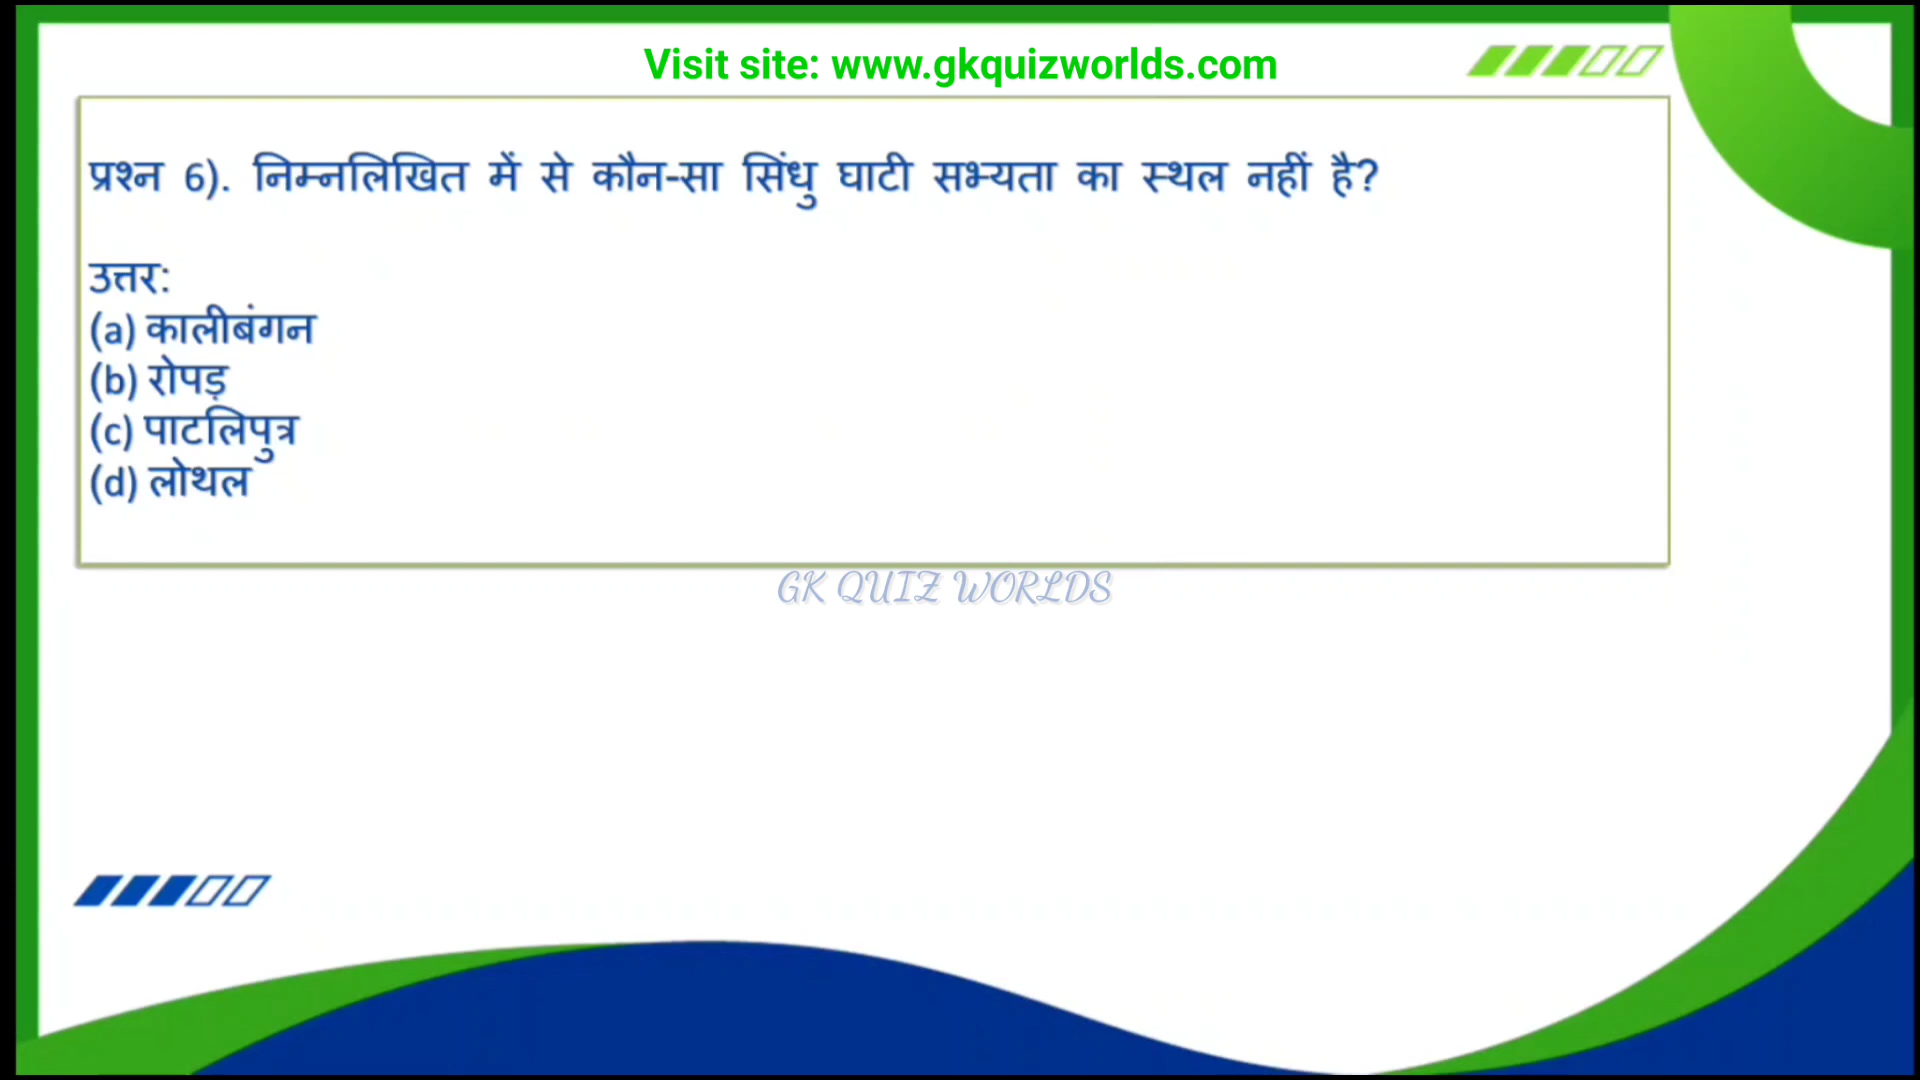 Visit site: www.gkquizworlds.com
प्रश्न 6). निम्नलिखित में से कौन-सा सिंधु घाटी सभ्यता का स्थल नहीं है?
उत्तर:
(a) कालीबंगन
(b) रोपड़
(c) पाटलिपुत्र
(d) लोथल
GK QUIZ WORLDS